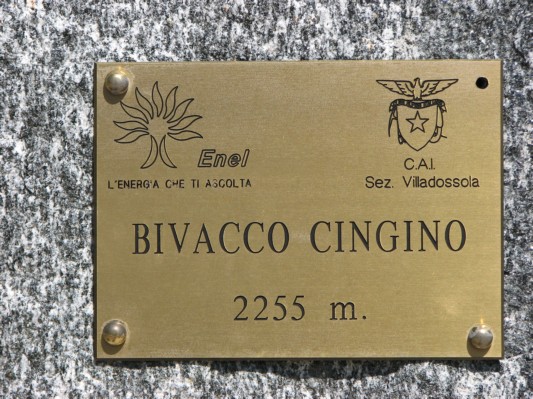 Enel
L'ENERGIA CHE TI ASCOLTA
C.A.I.
Sez. Villadossola
BIVACCO CINGINO
2255 m.